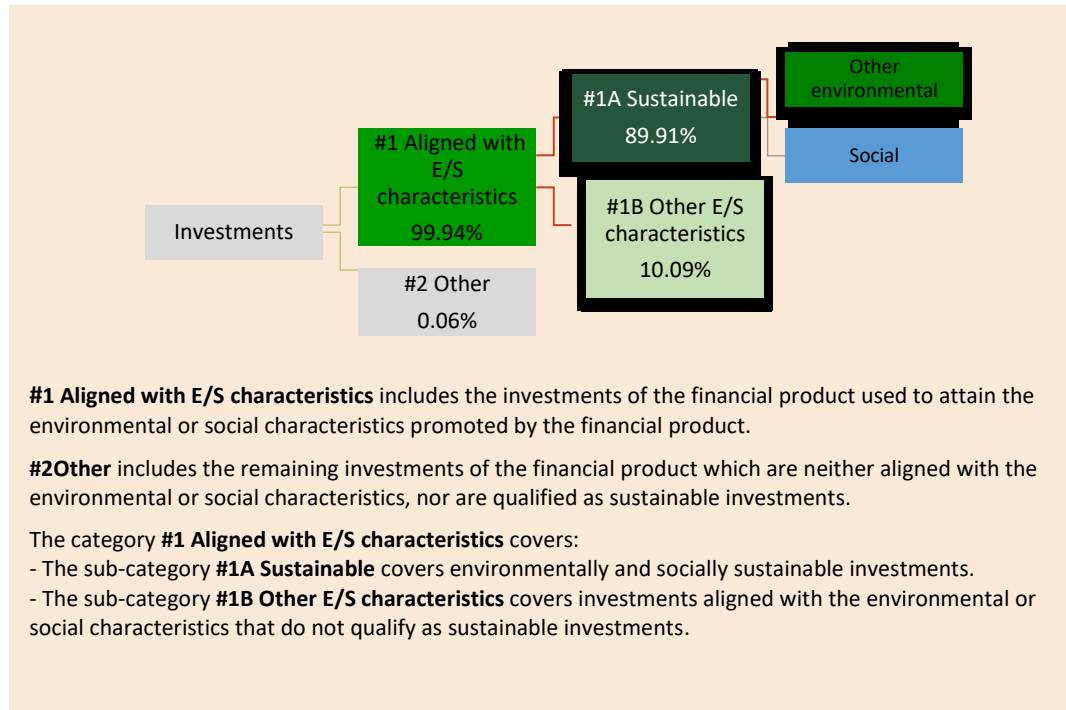 Other
environmental
#1A Sustainable
89.91%
#1 Aligned with
E/S
characteristics
99.94%
Social
#1B Other E/S
characteristics
10.09%
Investments
#2 Other
0.06%
#1 Aligned with E/S characteristics includes the investments of the financial product used to attain the
environmental or social characteristics promoted by the financial product.
#2Other includes the remaining investments of the financial product which are neither aligned with the
environmental or social characteristics, nor are qualified as sustainable investments.
The category #1 Aligned with E/S characteristics covers:
- The sub-category #1A Sustainable covers environmentally and socially sustainable investments.
- The sub-category #1B Other E/S characteristics covers investments aligned with the environmental or
social characteristics that do not qualify as sustainable investments.